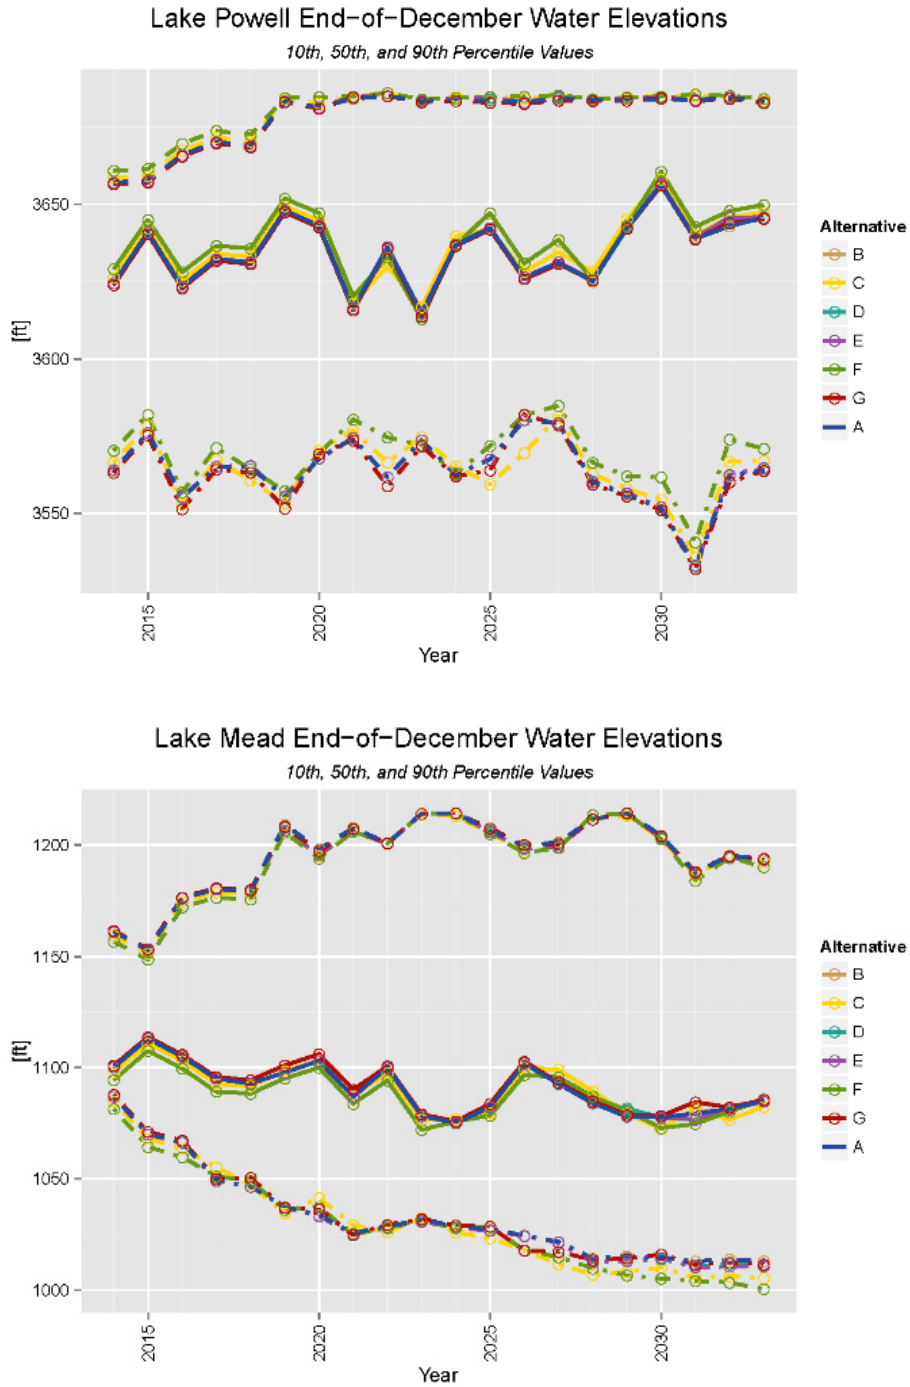 Lake Powell End−of−December Water Elevations
10th, 50th, and 90th Percentile Values
3650
3600
3550
[ft]
2015
2020
2025
2030
Year
Alternative
B
C
D
E
F
G
A
Lake Mead End−of−December Water Elevations
10th, 50th, and 90th Percentile Values
1200
1150
1100
1050
1000
[ft]
2015
2020
2025
2030
Year
Alternative
B
C
D
E
F
G
A